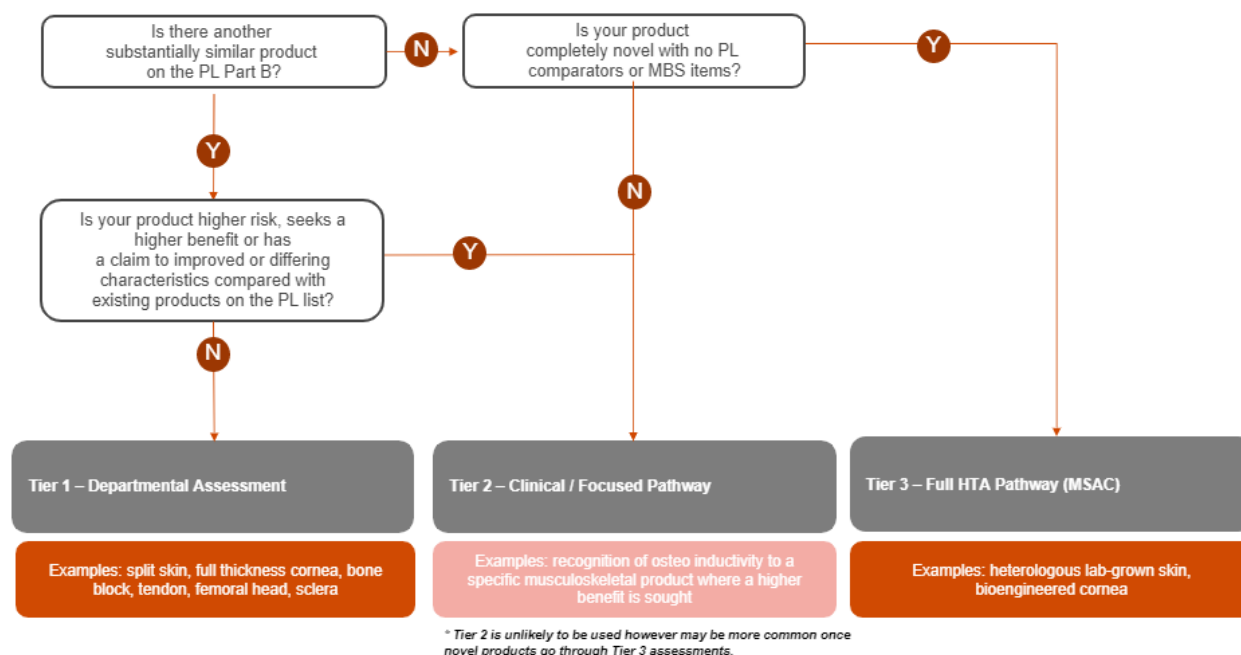 Is there another
substantially similar product
on the PL Part B?
N
Is your product
completely novel with no PL
comparators or MBS items?
Y
Y
N
Is your product higher risk, seeks a
higher benefit or has
a claim to improved or differing
characteristics compared with
existing products on the PL list?
Y
N
Tier 1 – Departmental Assessment
Tier 2 – Clinical / Focused Pathway
Tier 3 – Full HTA Pathway (MSAC)
Examples: split skin, full thickness cornea, bone
block, tendon, femoral head, sclera
Examples: recognition of osteo inductivity to a
specific musculoskeletal product where a higher
benefit is sought
Examples: heterologous lab-grown skin,
bioengineered cornea
* Tier 2 is unlikely to be used however may be more common once
novel products go through Tier 3 assessments.